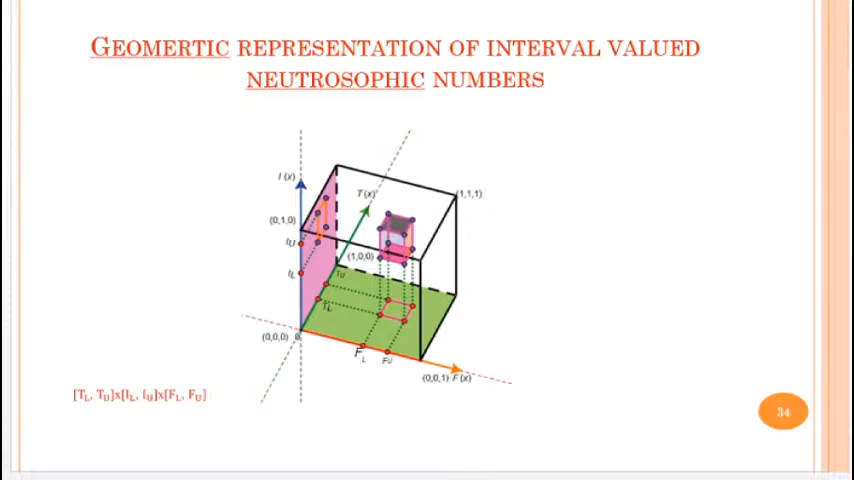 GEOMERTIC REPRESENTATION OF INTERVAL VALUED
NEUTROSOPHIC NUMBERS
I (x)
T (x)
(1,1,1)
(0,1,0)
IU
(1,0,0)
IL
TU
TL
(0,0,0) 0
FL
FU
(0,0,1) F(x)
[TL, TU]x[IL, IU]x[FL, FU]
34